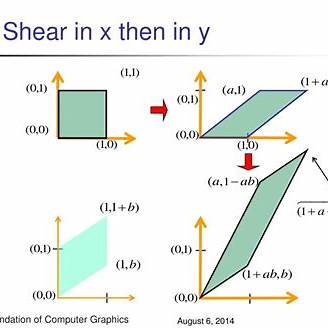 Shear in x then in y
(1,1)
(0,1)
(0,0)
(1,0)
(a,1)
(1+a
(0,1)
(0,0)
(1,0)
(a,1−ab)
(1+a
(0,1)
(1+ab,b)
(0,0)
(1,1+b)
(0,1)
(1,b)
(0,0)
ndation of Computer Graphics
August 6, 2014